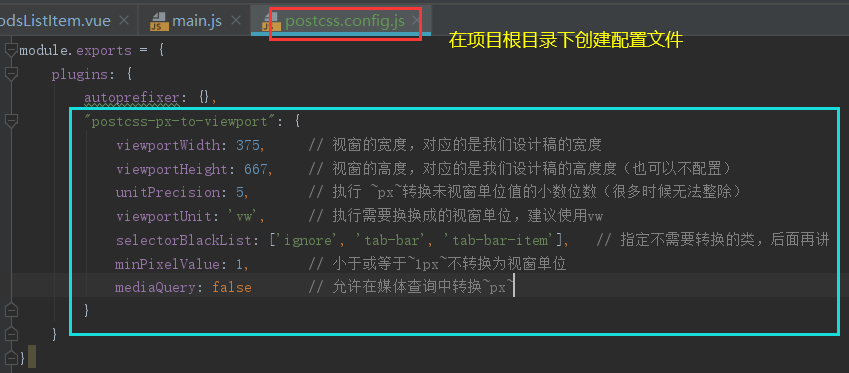 odsListItem.vue × main.js × postcss.config.js ×
在项目根目录下创建配置文件
module.exports = {
plugins: {
autoprefixer: {},
"postcss-px-to-viewport": {
viewportWidth: 375, // 视窗的宽度，对应的是我们设计稿的宽度
viewportHeight: 667, // 视窗的高度，对应的是我们设计稿的高度度（也可以不配置）
unitPrecision: 5, // 执行 ~px~转换未视窗单位值的小数位数（很多时候无法整除）
viewportUnit: 'vw', // 执行需要换换成的视窗单位，建议使用vw
selectorBlackList: ['ignore', 'tab-bar', 'tab-bar-item'], // 指定不需要转换的类，后面再讲
minPixelValue: 1, // 小于或等于~1px~不转换为视窗单位
mediaQuery: false // 允许在媒体查询中转换~px~
}
}
}